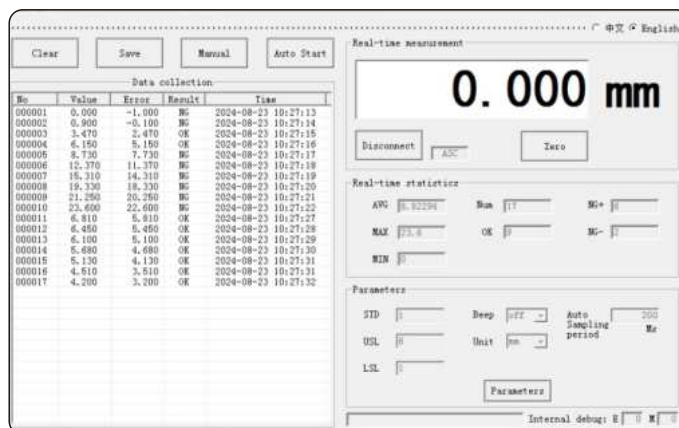 中文 English
Clear Save Manual Auto Start
Data collection
No Value Error Result Time
000001 0.000 -1.000 NG 2024-08-23 10:27:13
000002 0.900 -0.100 NG 2024-08-23 10:27:14
000003 3.470 2.470 OK 2024-08-23 10:27:15
000004 6.150 5.150 OK 2024-08-23 10:27:16
000005 8.730 7.730 NG 2024-08-23 10:27:17
000006 12.370 11.370 NG 2024-08-23 10:27:18
000007 15.310 14.310 NG 2024-08-23 10:27:19
000008 19.330 18.330 NG 2024-08-23 10:27:20
000009 21.250 20.250 NG 2024-08-23 10:27:21
000010 23.600 22.600 NG 2024-08-23 10:27:22
000011 6.810 5.810 OK 2024-08-23 10:27:27
000012 6.450 5.450 OK 2024-08-23 10:27:28
000013 6.100 5.100 OK 2024-08-23 10:27:29
000014 5.680 4.680 OK 2024-08-23 10:27:30
000015 5.130 4.130 OK 2024-08-23 10:27:31
000016 4.510 3.510 OK 2024-08-23 10:27:31
000017 4.200 3.200 OK 2024-08-23 10:27:32
Real-time measurement
0.000 mm
Disconnect ASC Zero
Real-time statistics
AVG 8.82294 Num 17 NG+ 6
MAX 23.6 OK 9 NG- 2
MIN 0
Parameters
STD 1 Beep off Auto Sampling period 200 Ms
USL 8 Unit mm
LSL
Parameters
Internal debug: E 0 M 0